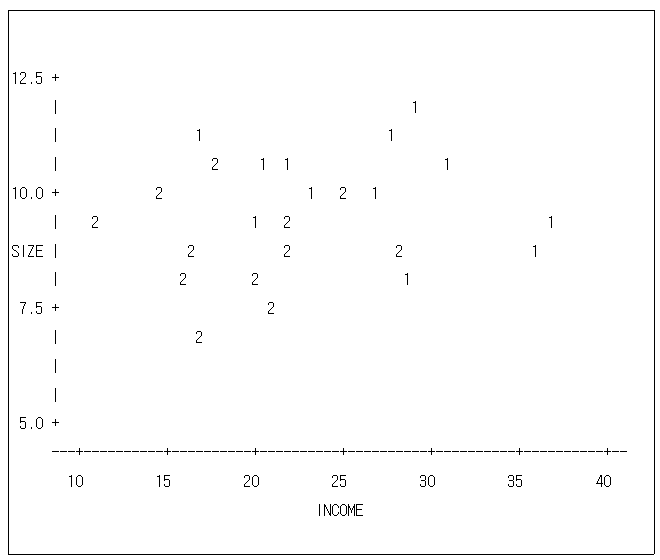 12.5 +
| 1
| 1 1
| 2 1 1 1
10.0 + 2 1 2 1
| 2 1 2 1
SIZE | 2 2 2 1
| 2 2 1
7.5 + 2
| 2
|
|
5.0 +
--+----------+----------+----------+----------+----------+----------+--
10 15 20 25 30 35 40
INCOME